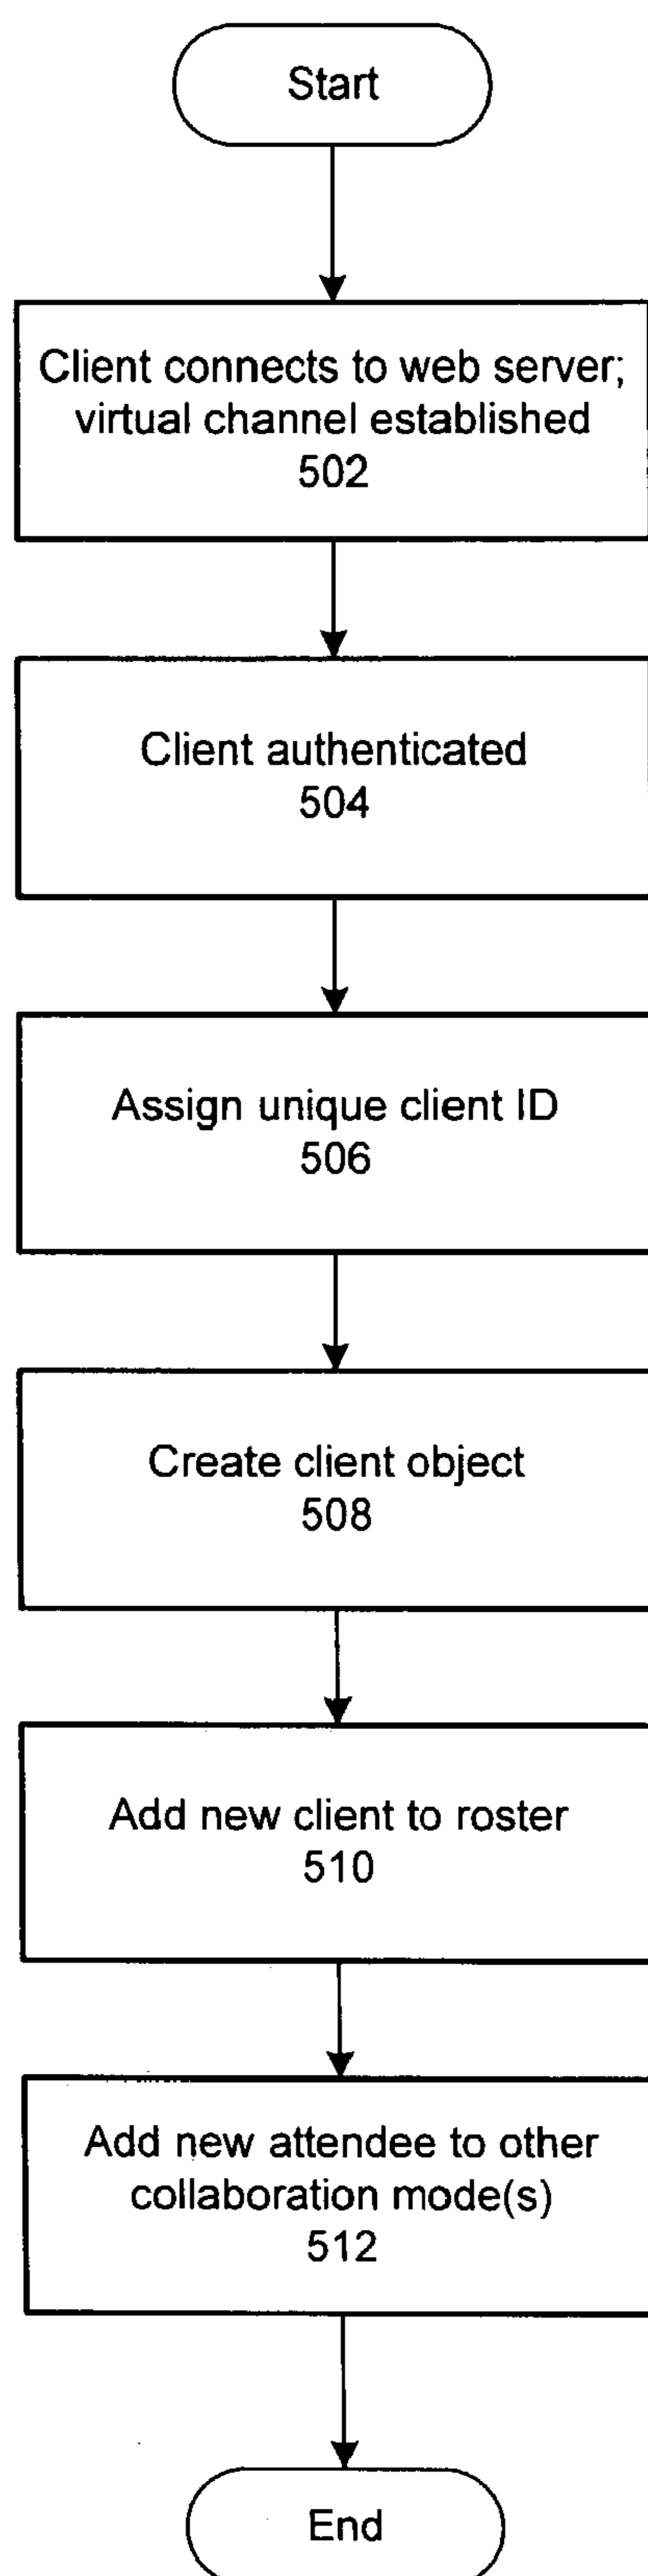 Start
Client connects to web server;
virtual channel established
502
Client authenticated
504
Assign unique client ID
506
Create client object
508
Add new client to roster
510
Add new attendee to other
collaboration mode(s)
512
End